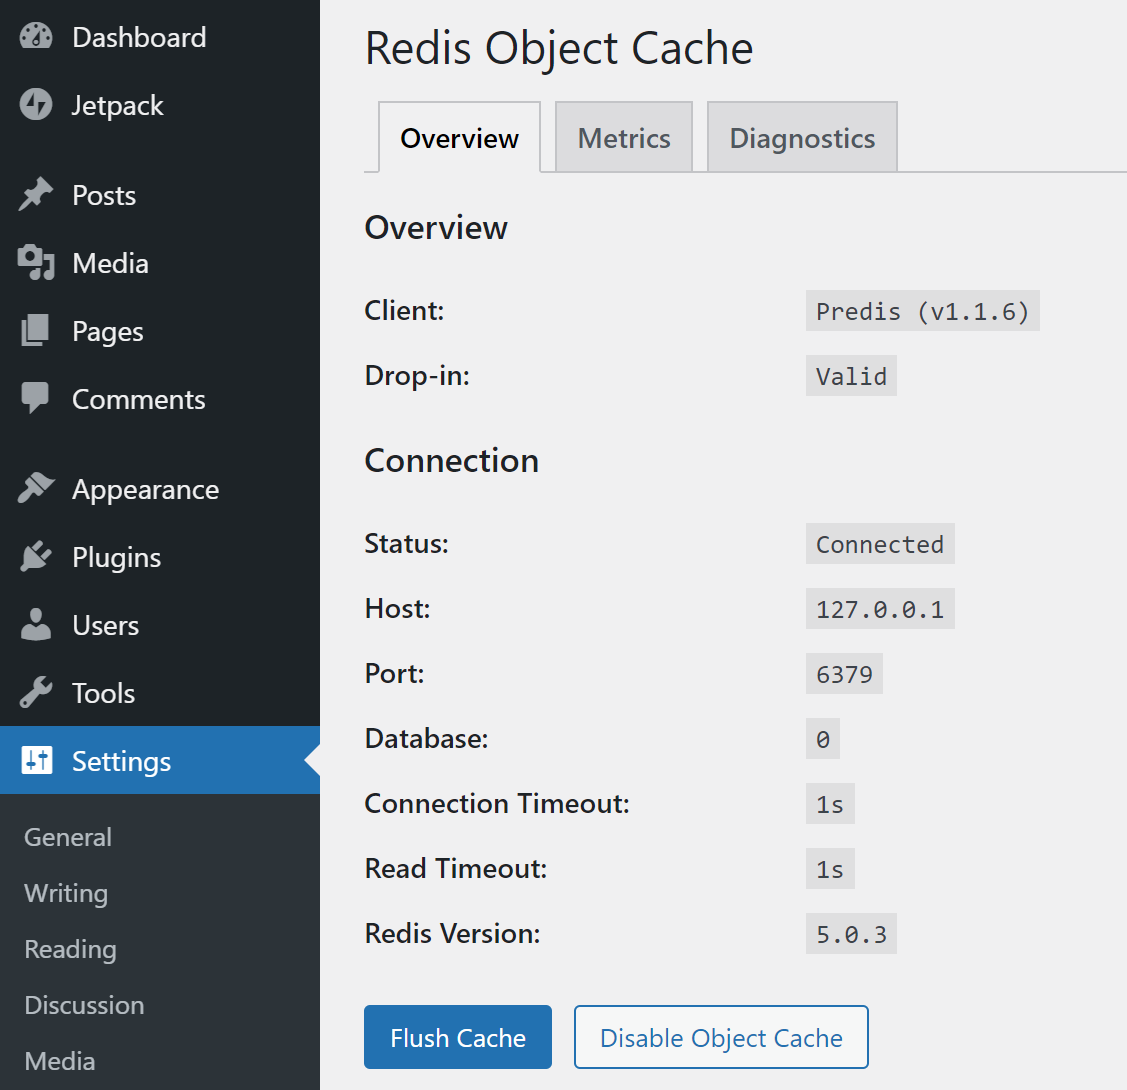 Dashboard
Jetpack
Posts
Media
Pages
Comments
Appearance
Plugins
Users
Tools
Settings
General
Writing
Reading
Discussion
Media
Redis Object Cache
Overview Metrics Diagnostics
Overview
Client: Predis (v1.1.6)
Drop-in: Valid
Connection
Status: Connected
Host: 127.0.0.1
Port: 6379
Database: 0
Connection Timeout: 1s
Read Timeout: 1s
Redis Version: 5.0.3
Flush Cache Disable Object Cache